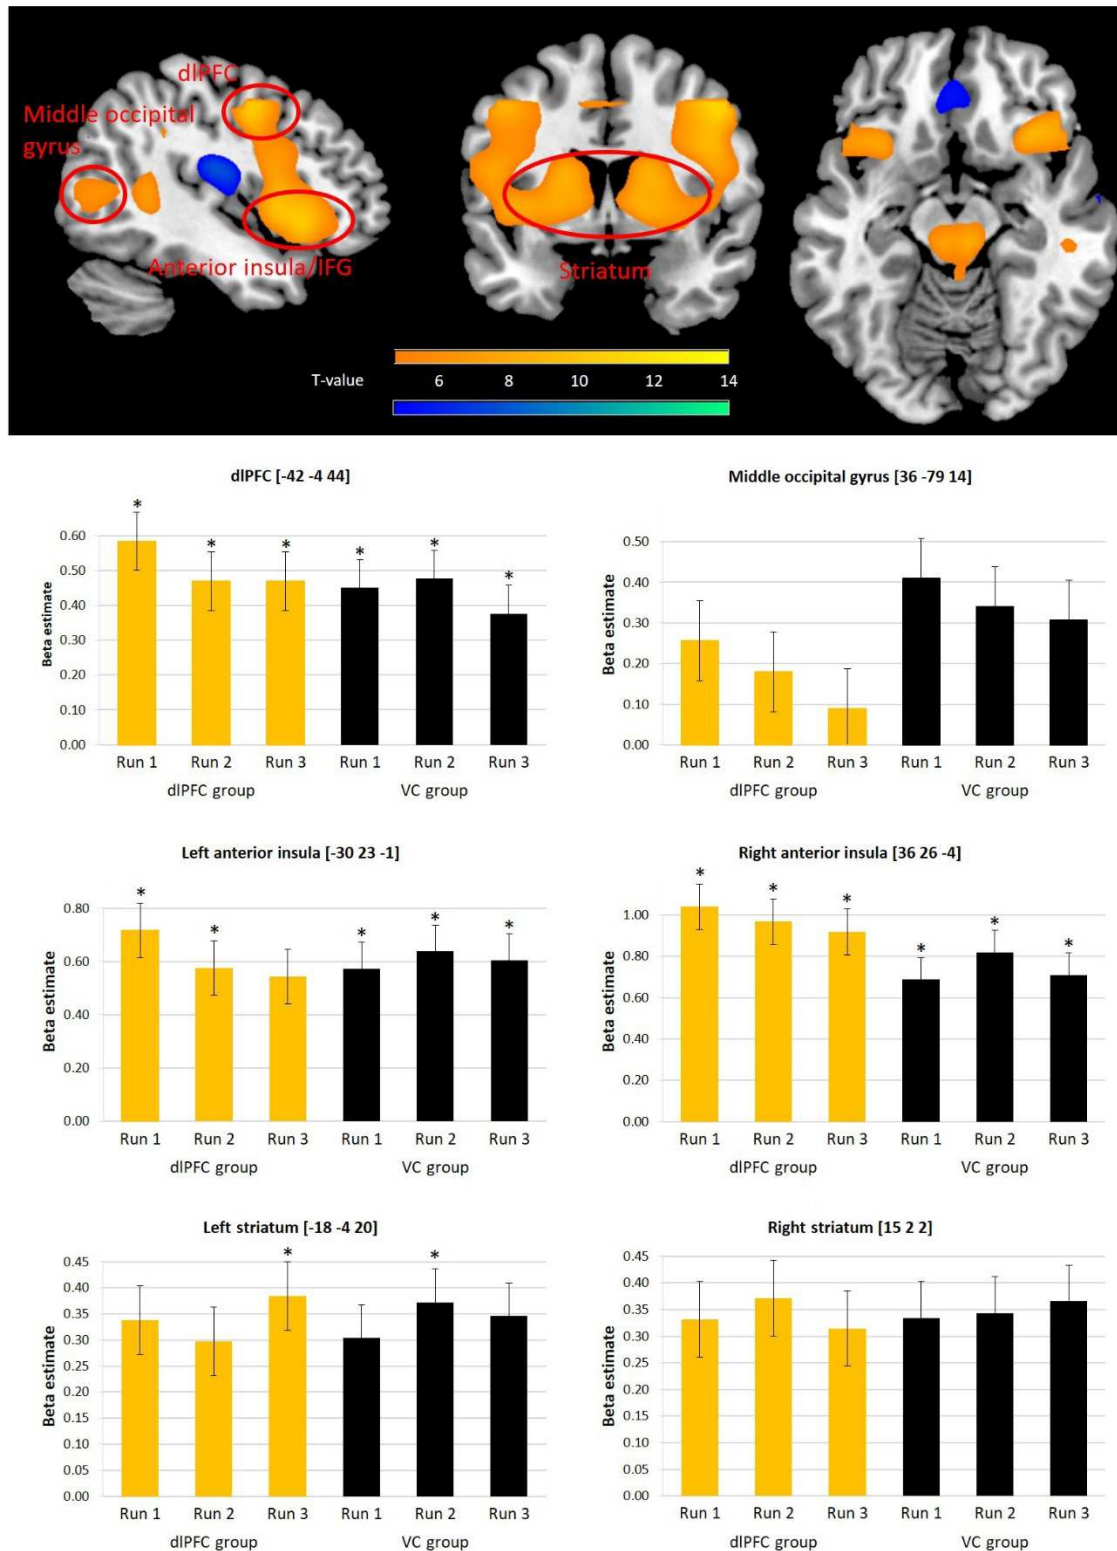 dlPFC
Middle occipital
gyrus
Anterior insula/IFG
Striatum
T-value 6 8 10 12 14
dlPFC [-42 -4 44]
*
* * * *
*
Beta estimate
0.60
0.50
0.40
0.30
0.20
0.10
0.00
Run 1 Run 2 Run 3 Run 1 Run 2 Run 3
dlPFC group VC group
Middle occipital gyrus [36 -79 14]
Beta estimate
0.50
0.40
0.30
0.20
0.10
0.00
Run 1 Run 2 Run 3 Run 1 Run 2 Run 3
dlPFC group VC group
Left anterior insula [-30 23 -1]
* * * * *
Beta estimate
0.80
0.60
0.40
0.20
0.00
Run 1 Run 2 Run 3 Run 1 Run 2 Run 3
dlPFC group VC group
Right anterior insula [36 26 -4]
* * * * * *
Beta estimate
1.00
0.80
0.60
0.40
0.20
0.00
Run 1 Run 2 Run 3 Run 1 Run 2 Run 3
dlPFC group VC group
Left striatum [-18 -4 20]
* *
Beta estimate
0.45
0.40
0.35
0.30
0.25
0.20
0.15
0.10
0.05
0.00
Run 1 Run 2 Run 3 Run 1 Run 2 Run 3
dlPFC group VC group
Right striatum [15 2 2]
Beta estimate
0.45
0.40
0.35
0.30
0.25
0.20
0.15
0.10
0.05
0.00
Run 1 Run 2 Run 3 Run 1 Run 2 Run 3
dlPFC group VC group